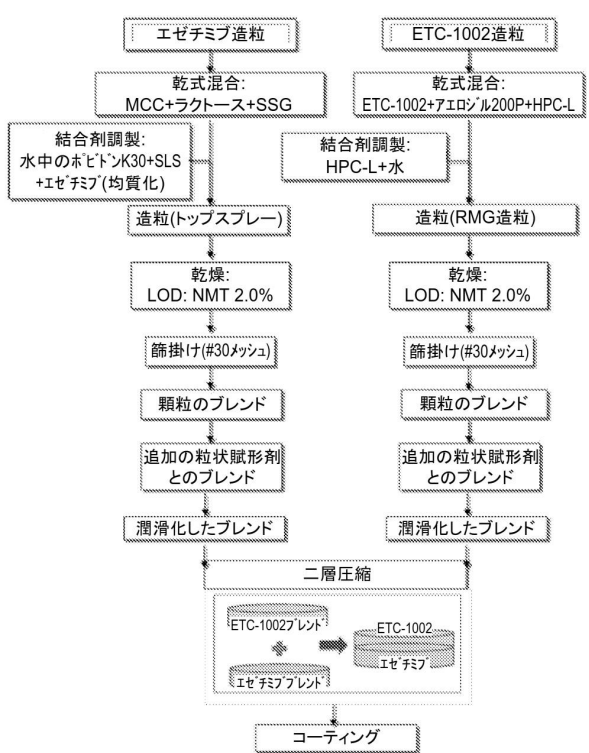 エゼチミブ造粒
乾式混合:
MCC+ラクトース+SSG
結合剤調製:
水中のポビドンK30+SLS
+エゼチミブ(均質化)
造粒(トップスプレー)
乾燥:
LOD: NMT 2.0%
篩掛け(#30メッシュ)
顆粒のブレンド
追加の粒状賦形剤
とのブレンド
潤滑化したブレンド
ETC-1002造粒
乾式混合:
ETC-1002+アエロジル200P+HPC-L
結合剤調製:
HPC-L+水
造粒(RMG造粒)
乾燥:
LOD: NMT 2.0%
篩掛け(#30メッシュ)
顆粒のブレンド
追加の粒状賦形剤
とのブレンド
潤滑化したブレンド
二層圧縮
ETC-1002ブレンド
+
エゼチミブブレンド
ETC-1002
エゼチミブ
コーティング